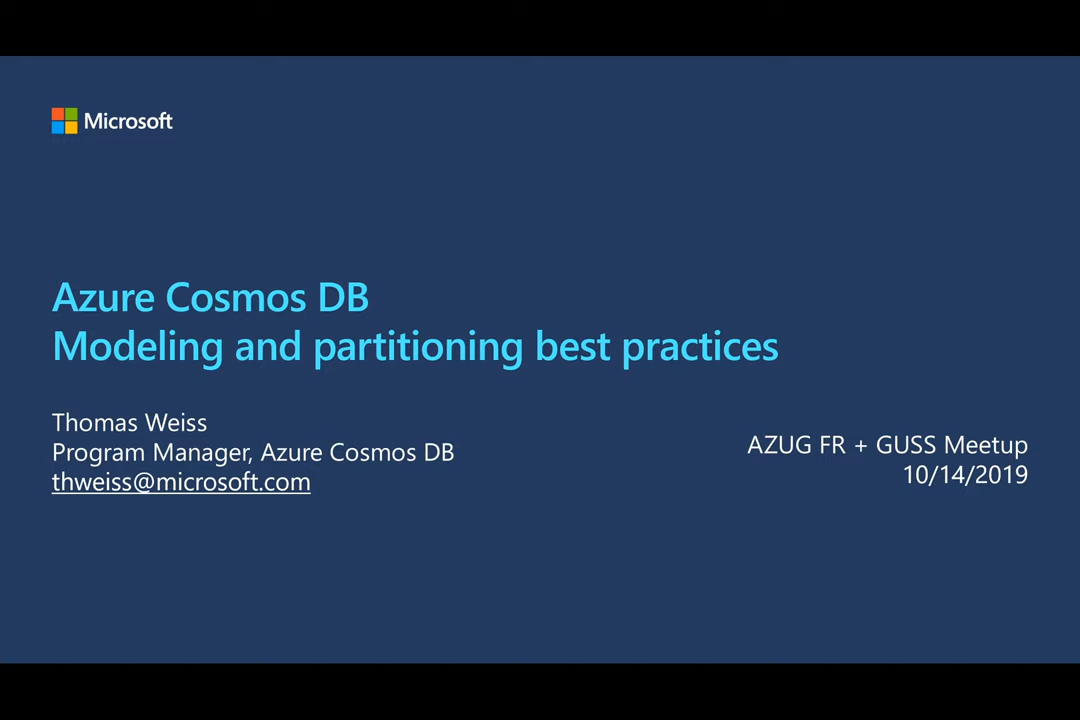 Microsoft
Azure Cosmos DB
Modeling and partitioning best practices
Thomas Weiss
Program Manager, Azure Cosmos DB
thweiss@microsoft.com
AZUG FR + GUSS Meetup
10/14/2019